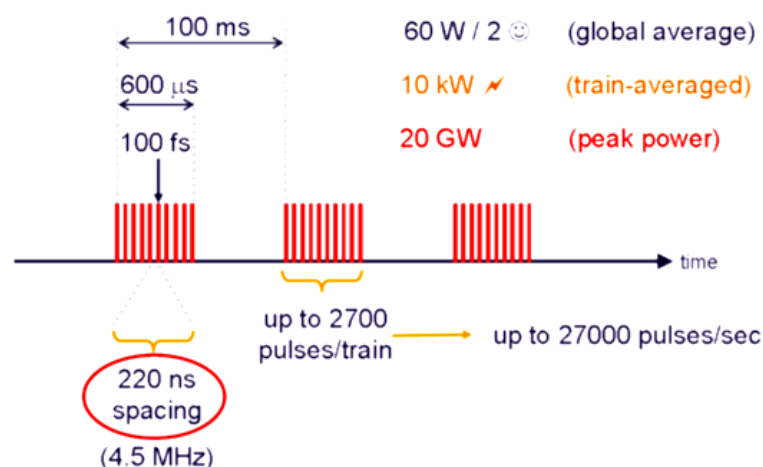 100 ms
60 W / 2 ☺ (global average)
600 μs
10 kW (train-averaged)
100 fs
20 GW (peak power)
time
up to 2700
pulses/train
up to 27000 pulses/sec
220 ns
spacing
(4.5 MHz)